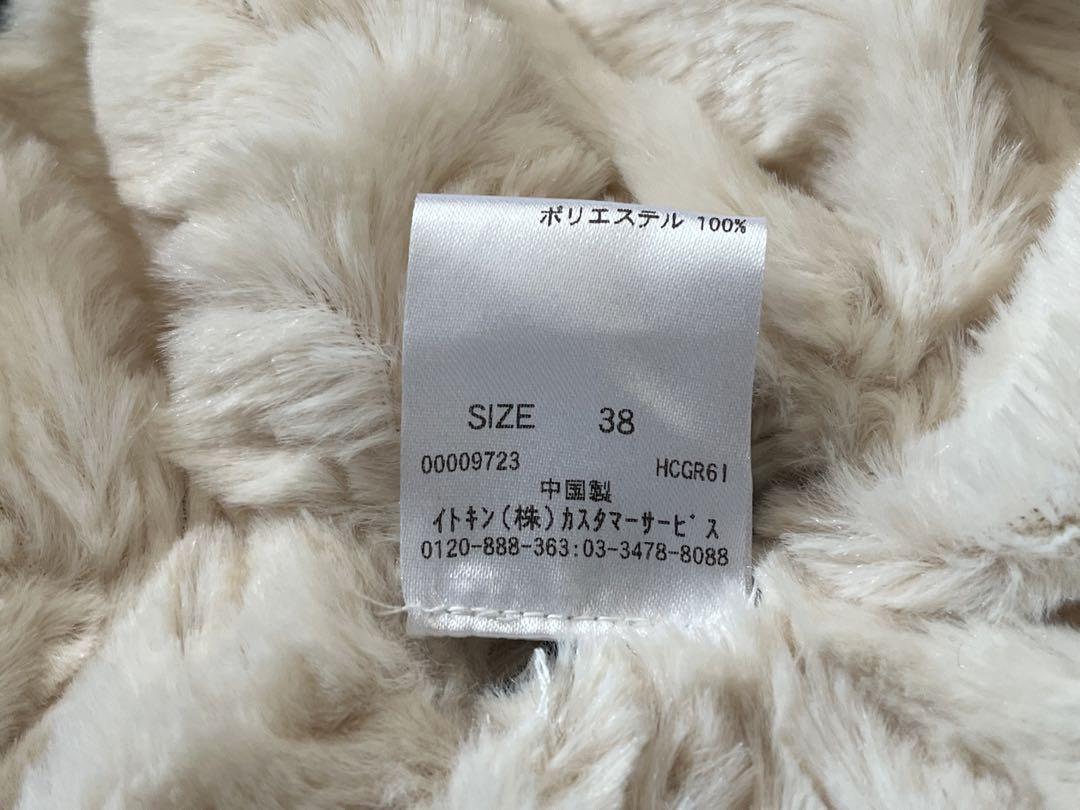 ポリエステル 100%
SIZE 38
00009723 HCGR61
中国製
イトキン(株)カスタマーサービス
0120-888-363:03-3478-8088